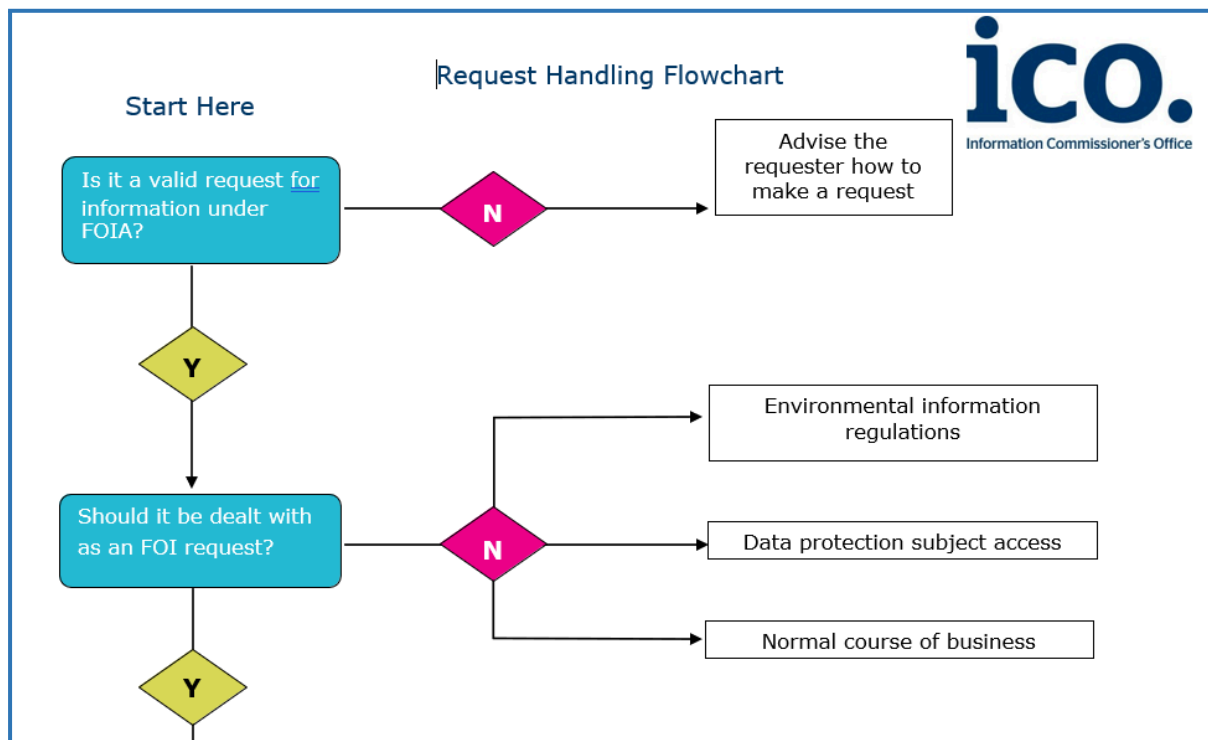 Request Handling Flowchart
ico.
Information Commissioner's Office
Start Here
Advise the
requester how to
make a request
Is it a valid request for
information under
FOIA?
N
Y
Environmental information
regulations
Should it be dealt with
as an FOI request?
N
Data protection subject access
Normal course of business
Y